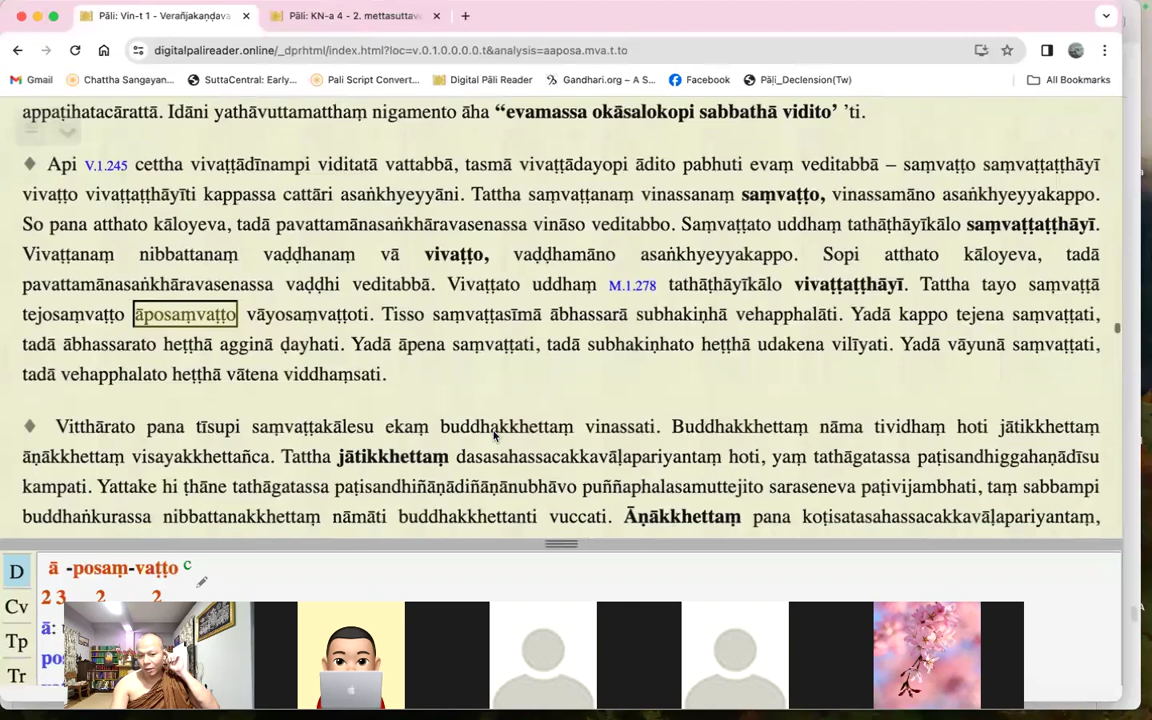 Pāli: Vin-t 1 - Verañjakaṇḍava
Pāli: KN-a 4 - 2. mettasuttav
digitalpalireader.online/_dprhtml/index.html?loc=v.0.1.0.0.0.0.t&analysis=aaposa.mva.t.to
Gmail Chattha Sangayan... SuttaCentral: Early... Pali Script Convert... Digital Pāli Reader Gandhari.org – A S... Facebook Pāḷi_Declension(Tw) All Bookmarks
appaṭihatacārattā. Idāni yathāvuttamatthaṃ nigamento āha “evamassa okāsalokopi sabbathā vidito’ ’ti.
♦ Api V.1.245 cettha vivaṭṭādīnampi viditatā vattabbā, tasmā vivaṭṭādayopi ādito pabhuti evaṃ veditabbā – saṃvaṭṭo saṃvaṭṭaṭṭhāyī
vivaṭṭo vivaṭṭaṭṭhāyīti kappassa cattāri asaṅkhyeyyāni. Tattha saṃvaṭṭanaṃ vinassanaṃ saṃvaṭṭo, vinassamāno asaṅkhyeyyakappo.
So pana atthato kāloyeva, tadā pavattamānasaṅkhāravasenassa vināso veditabbo. Saṃvaṭṭato uddhaṃ tathāṭhāyīkālo saṃvaṭṭaṭṭhāyī.
Vivaṭṭanaṃ nibbattanaṃ vaḍḍhanaṃ vā vivaṭṭo, vaḍḍhamāno asaṅkhyeyyakappo. Sopi atthato kāloyeva, tadā
pavattamānasaṅkhāravasenassa vaḍḍhi veditabbā. Vivaṭṭato uddhaṃ M.1.278 tathāṭhāyīkālo vivaṭṭaṭṭhāyī. Tattha tayo saṃvaṭṭā
tejosaṃvaṭṭo āposaṃvaṭṭo vāyosaṃvaṭṭoti. Tisso saṃvaṭṭasīmā ābhassarā subhakiṇhā vehapphalāti. Yadā kappo tejena saṃvaṭṭati,
tadā ābhassarato heṭṭhā agginā ḍayhati. Yadā āpena saṃvaṭṭati, tadā subhakiṇhato heṭṭhā udakena vilīyati. Yadā vāyunā saṃvaṭṭati,
tadā vehapphalato heṭṭhā vātena viddhaṃsati.
♦ Vitthārato pana tīsupi saṃvaṭṭakālesu ekaṃ buddhakkhettaṃ vinassati. Buddhakkhettaṃ nāma tividhaṃ hoti jātikkhettaṃ
āṇākkhettaṃ visayakkhettañca. Tattha jātikkhettaṃ dasasahassacakkavāḷapariyantaṃ hoti, yaṃ tathāgatassa paṭisandhiggahaṇādīsu
kampati. Yattake hi ṭhāne tathāgatassa paṭisandhiñāṇādiñāṇānubhāvo puññaphalasamuttejito saraseneva paṭivijambhati, taṃ sabbampi
buddhaṅkurassa nibbattanakkhettaṃ nāmāti buddhakkhettanti vuccati. Āṇākkhettaṃ pana koṭisatasahassacakkavāḷapariyantaṃ,
D ā -posaṃ-vaṭṭo c
2 3 2 2
Cv ā:
Tp
Tr